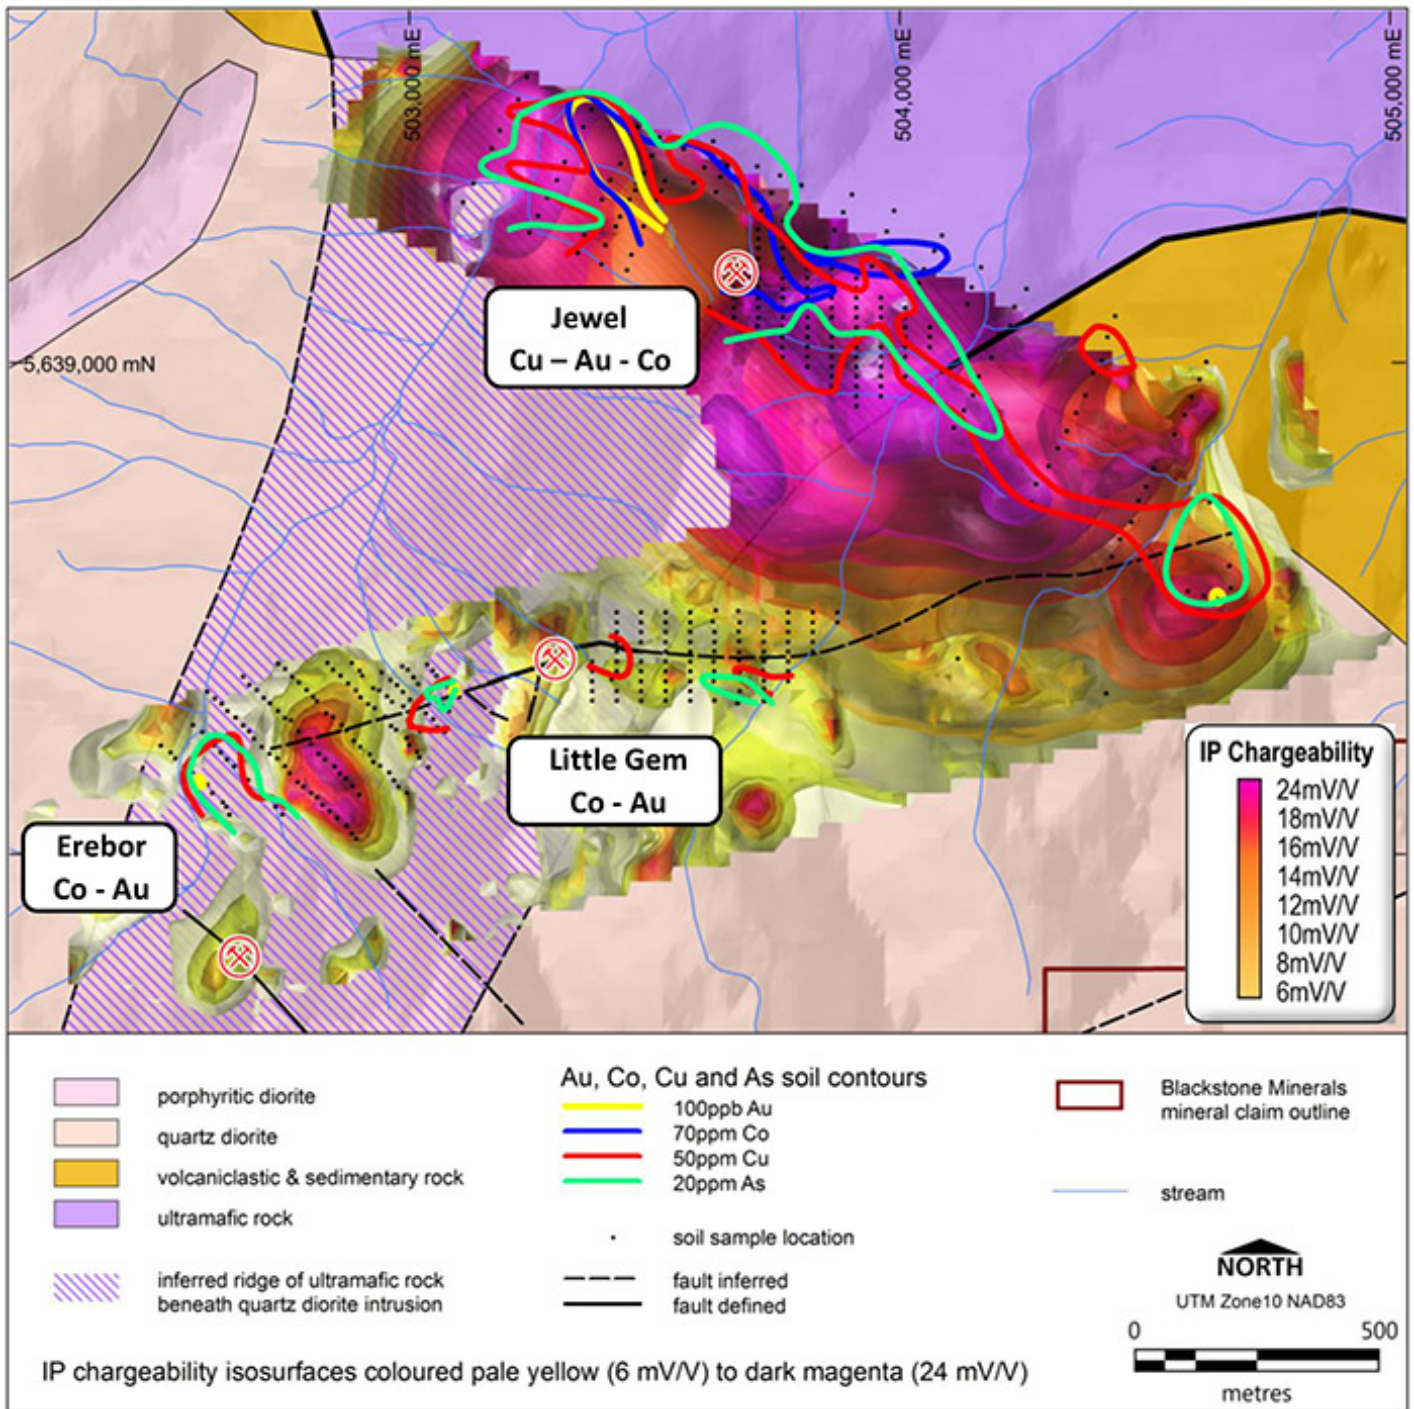 503,000 mE
504,000 mE
505,000 mE
5,639,000 mN
Jewel
Cu – Au - Co
Little Gem
Co - Au
Erebor
Co - Au
IP Chargeability
24mV/V
18mV/V
16mV/V
14mV/V
12mV/V
10mV/V
8mV/V
6mV/V
porphyritic diorite
quartz diorite
volcaniclastic & sedimentary rock
ultramafic rock
inferred ridge of ultramafic rock
beneath quartz diorite intrusion
Au, Co, Cu and As soil contours
100ppb Au
70ppm Co
50ppm Cu
20ppm As
soil sample location
fault inferred
fault defined
Blackstone Minerals
mineral claim outline
stream
NORTH
UTM Zone10 NAD83
0 500
metres
IP chargeability isosurfaces coloured pale yellow (6 mV/V) to dark magenta (24 mV/V)